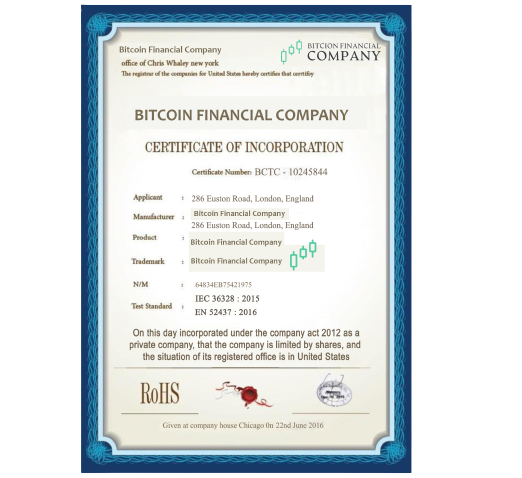 Bitcoin Financial Company
office of Chris Whaley new york
The registrar of the companies for United States hereby certifies that cerrtifiy
BITCION FINANCIAL
COMPANY
BITCOIN FINANCIAL COMPANY
CERTIFICATE OF INCORPORATION
Certificate Number: BCTC - 10245844
Applicant : 286 Euston Road, London, England
Manufacturer : Bitcoin Financial Company
286 Euston Road, London, England
Product : Bitcoin Financial Company
Trademark : Bitcoin Financial Company
N/M : 64834EB75421975
Test Standard : IEC 36328 : 2015
EN 52437 : 2016
On this day incorporated under the company act 2012 as a
private company, that the company is limited by shares, and
the situation of its registered office is in United States
RoHS
Given at company house Chicago 0n 22nd June 2016